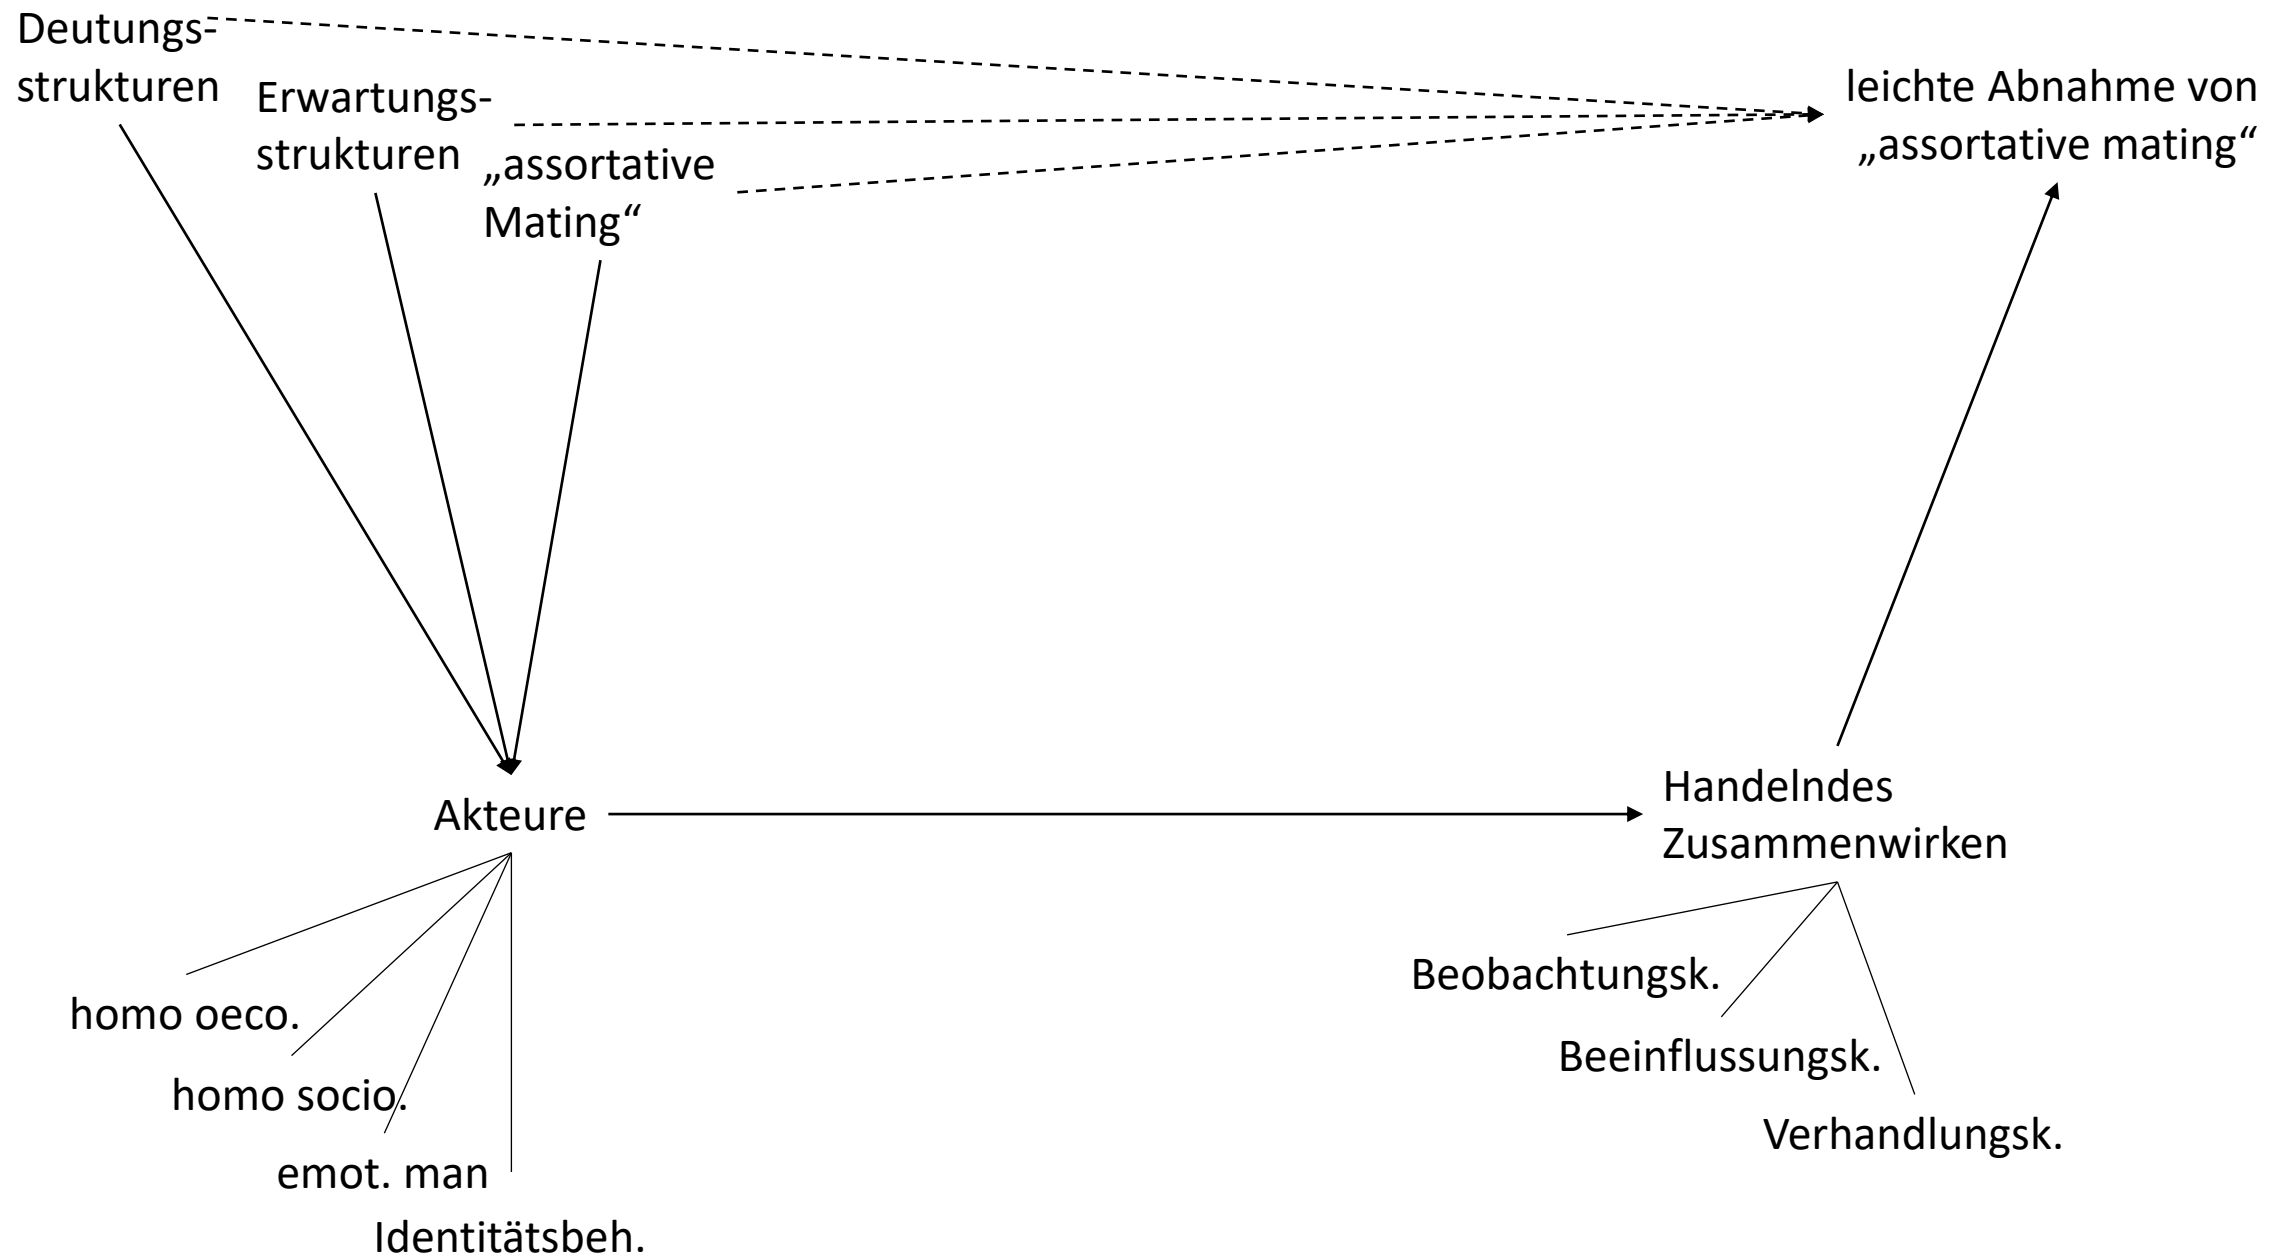 Deutungs-
strukturen
Erwartungs-
strukturen
„assortative
Mating“
leichte Abnahme von
„assortative mating“
Akteure
Handelndes
Zusammenwirken
homo oeco.
homo socio.
emot. man
Identitätsbeh.
Beobachtungsk.
Beeinflussungsk.
Verhandlungsk.